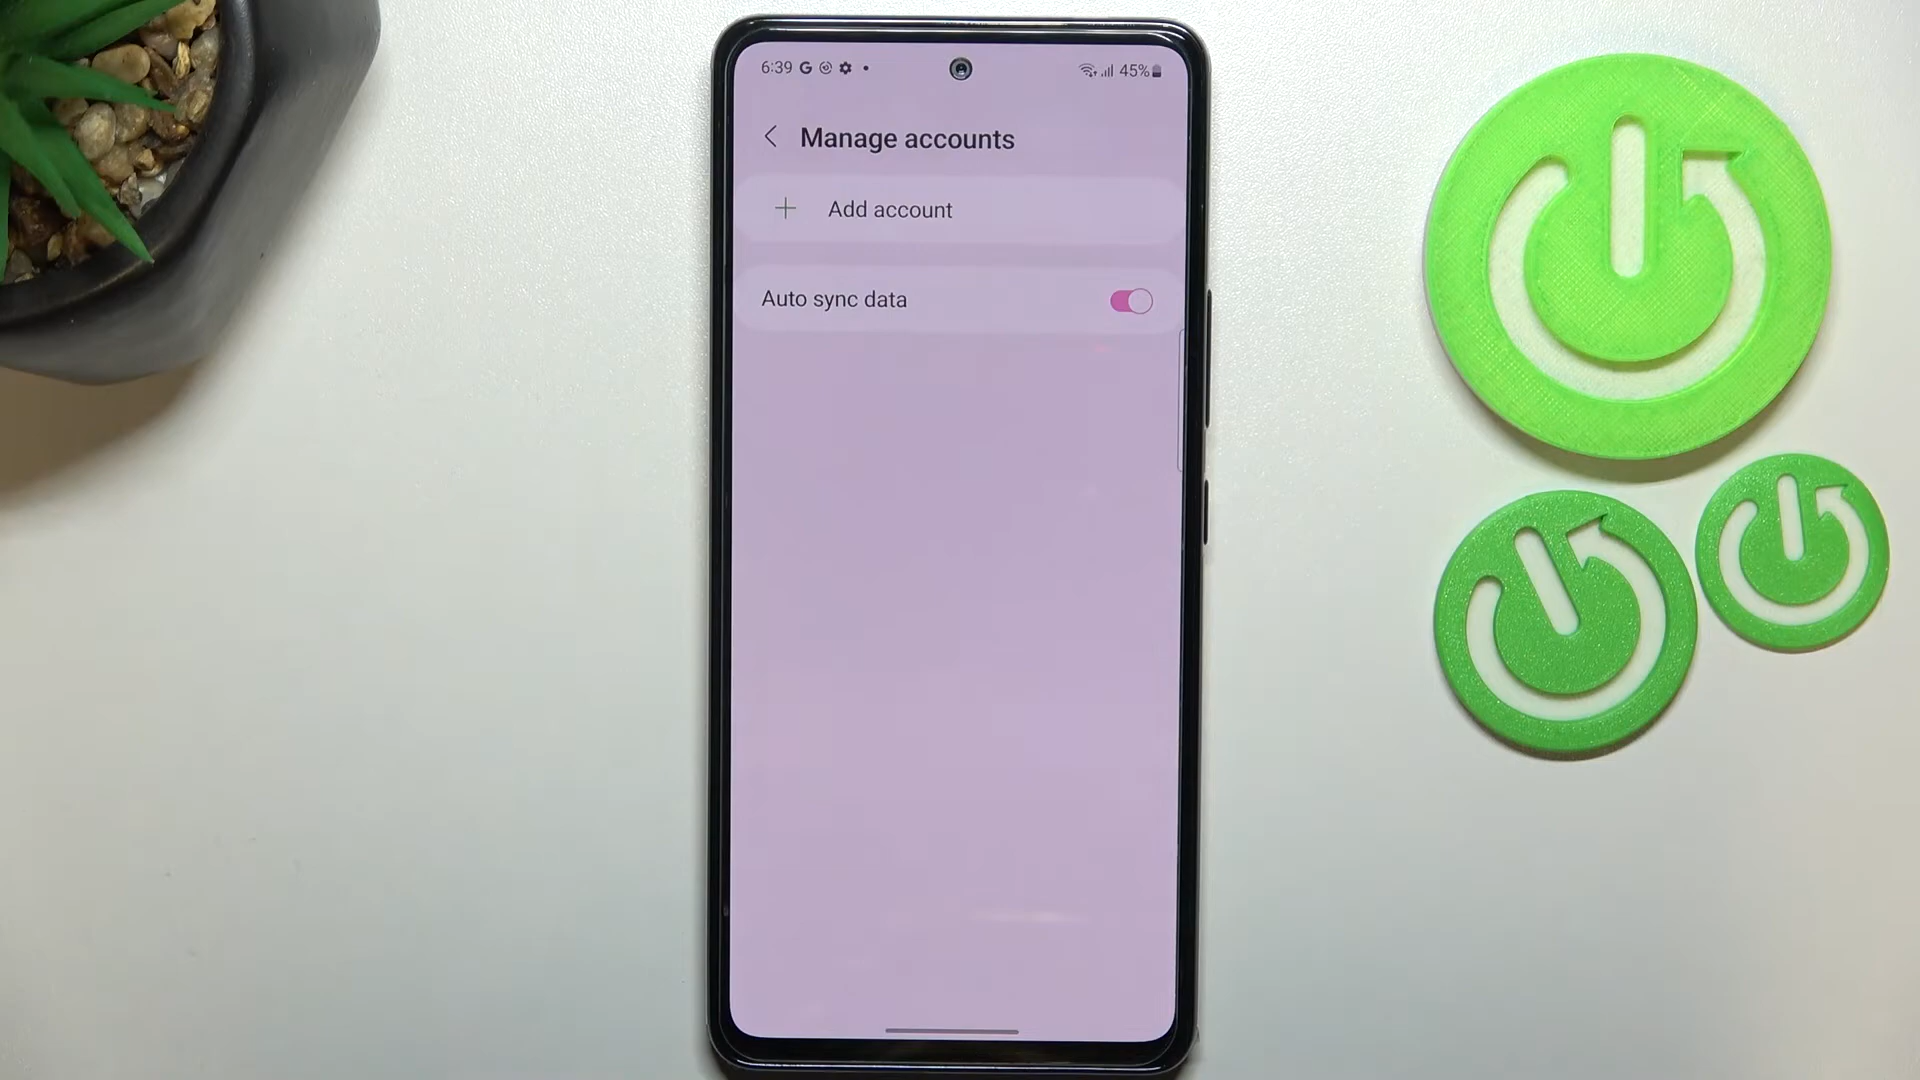 6:39 G 45%
Manage accounts
+ Add account
Auto sync data